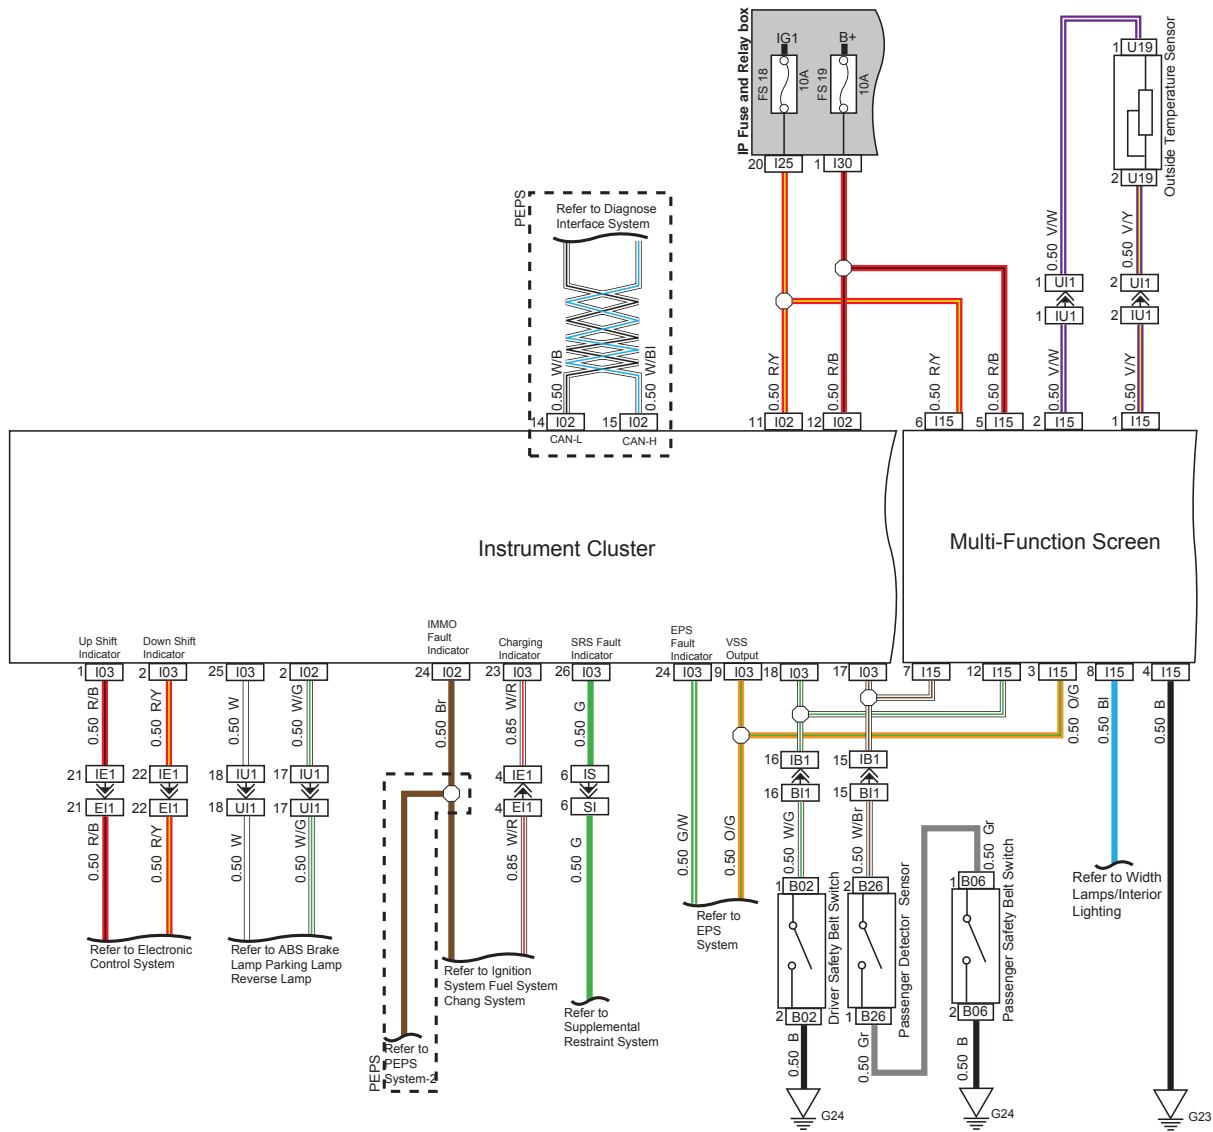 IP Fuse and Relay box
IG1
B+
FS 18
10A
FS 19
10A
20 I25
1 I30
1 U19
2 U19
Outside Temperature Sensor
PEPS
Refer to Diagnose
Interface System
0.50 W/B
0.50 W/Bl
14 I02
15 I02
CAN-L
CAN-H
0.50 R/Y
0.50 R/B
11 I02
12 I02
0.50 R/Y
0.50 R/B
6 I15
5 I15
0.50 V/W
0.50 V/Y
1 UI1
2 UI1
1 IU1
2 IU1
0.50 V/W
0.50 V/Y
2 I15
1 I15
Instrument Cluster
Multi-Function Screen
Up Shift
Indicator
Down Shift
Indicator
IMMO
Fault
Indicator
Charging
Indicator
SRS Fault
Indicator
EPS
Fault
Indicator
VSS
Output
1 I03
2 I03
25 I03
2 I02
24 I02
23 I03
26 I03
24 I03
9 I03
18 I03
17 I03
7 I15
12 I15
3 I15
8 I15
4 I15
0.50 R/B
0.50 R/Y
0.50 W
0.50 W/G
0.50 Br
0.85 W/R
0.50 G
0.50 O/G
0.50 Bl
0.50 B
21 IE1
22 IE1
18 IU1
17 IU1
4 IE1
6 IS
16 IB1
15 IB1
21 EI1
22 EI1
18 UI1
17 UI1
4 EI1
6 SI
16 BI1
15 BI1
0.50 R/B
0.50 R/Y
0.50 W
0.50 W/G
0.85 W/R
0.50 G
0.50 G/W
0.50 O/G
0.50 W/G
0.50 W/Br
0.50 Gr
Refer to Electronic
Control System
Refer to ABS Brake
Lamp Parking Lamp
Reverse Lamp
Refer to Ignition
System Fuel System
Chang System
Refer to
Supplemental
Restraint System
Refer to
EPS
System
Refer to Width
Lamps/Interior
Lighting
1 B02
2 B26
1 B06
Driver Safety Belt Switch
Passenger Detector Sensor
Passenger Safety Belt Switch
2 B02
1 B26
2 B06
0.50 B
0.50 Gr
0.50 B
PEPS
Refer to
PEPS
System-2
G24
G24
G23